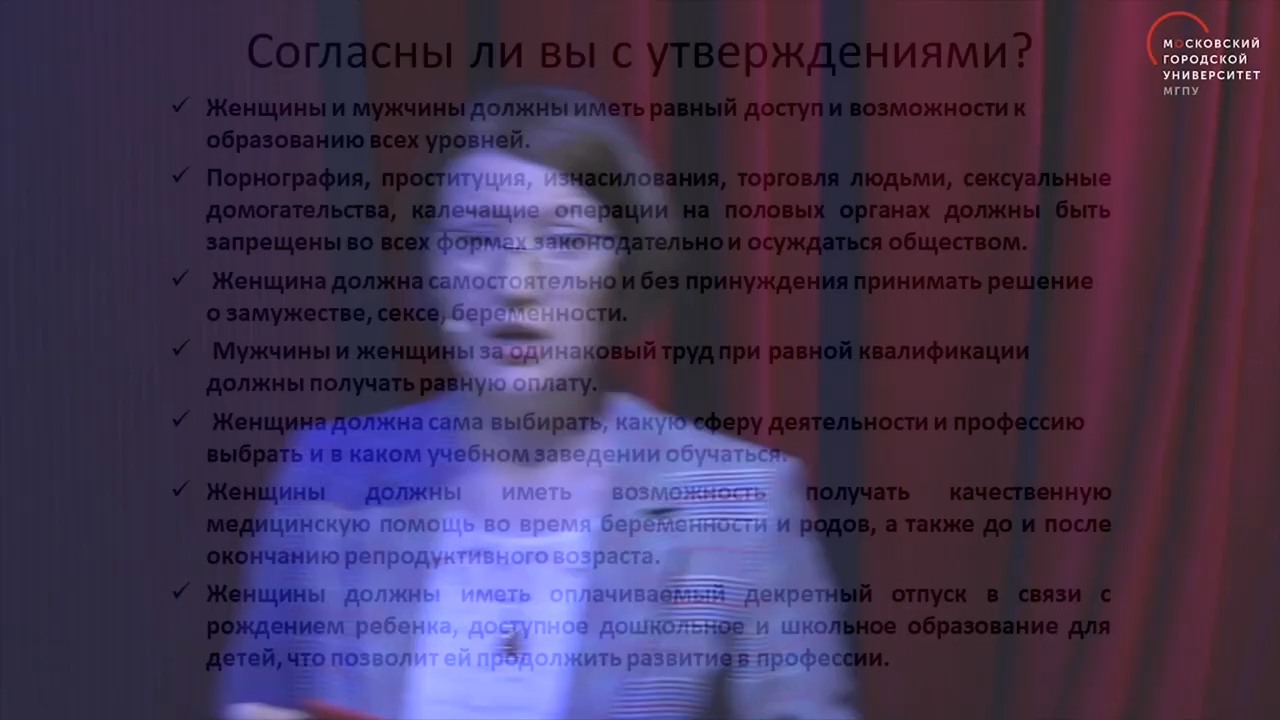 Согласны ли вы с утверждениями?
МОСКОВСКИЙ
ГОРОДСКОЙ
УНИВЕРСИТЕТ
МГПУ
✓ Женщины и мужчины должны иметь равный доступ и возможности к
образованию всех уровней.
✓ Порнография, проституция, изнасилования, торговля людьми, сексуальные
домогательства, калечащие операции на половых органах должны быть
запрещены во всех формах законодательно и осуждаться обществом.
✓ Женщина должна самостоятельно и без принуждения принимать решение
о замужестве, сексе, беременности.
✓ Мужчины и женщины за одинаковый труд при равной квалификации
должны получать равную оплату.
✓ Женщина должна сама выбирать, какую сферу деятельности и профессию
выбрать и в каком учебном заведении обучаться.
✓ Женщины должны иметь возможность получать качественную
медицинскую помощь во время беременности и родов, а также до и после
окончанию репродуктивного возраста.
✓ Женщины должны иметь оплачиваемый декретный отпуск в связи с
рождением ребенка, доступное дошкольное и школьное образование для
детей, что позволит ей продолжить развитие в профессии.